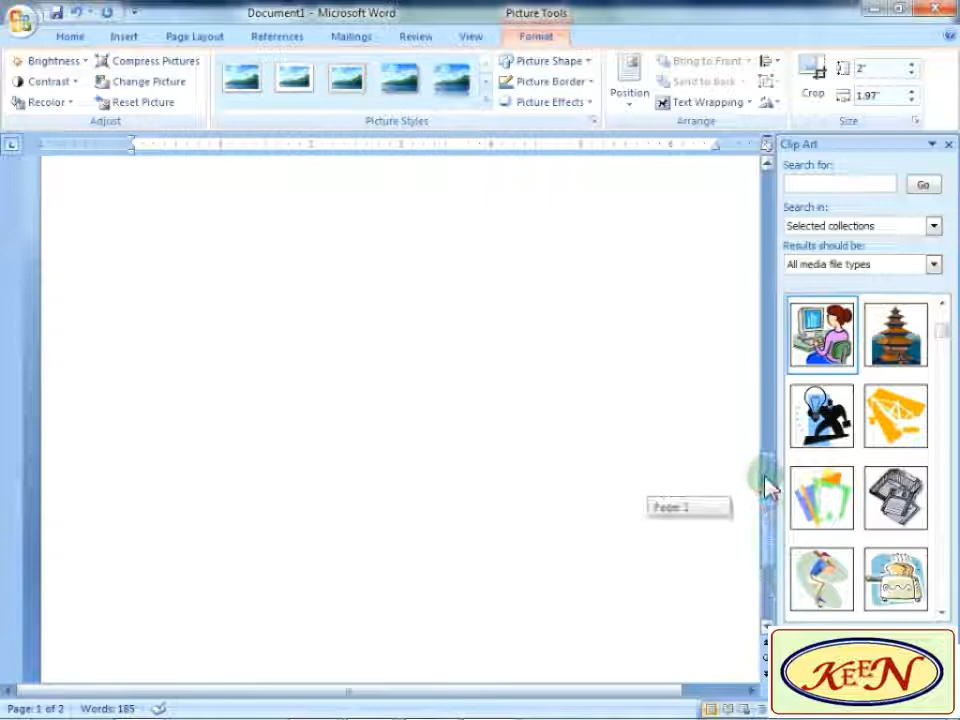 Document1 - Microsoft Word
Picture Tools
Home Insert Page Layout References Mailings Review View Format
Brightness
Compress Pictures
Picture Shape
Bring to Front
2"
Contrast
Change Picture
Picture Border
Send to Back
Recolor
Reset Picture
Picture Effects
Position
Text Wrapping
Crop
1.97"
Adjust
Picture Styles
Arrange
Size
Clip Art
Search for:
Go
Search in:
Selected collections
Results should be:
All media file types
KEEN
Page: 1 of 2 Words: 185